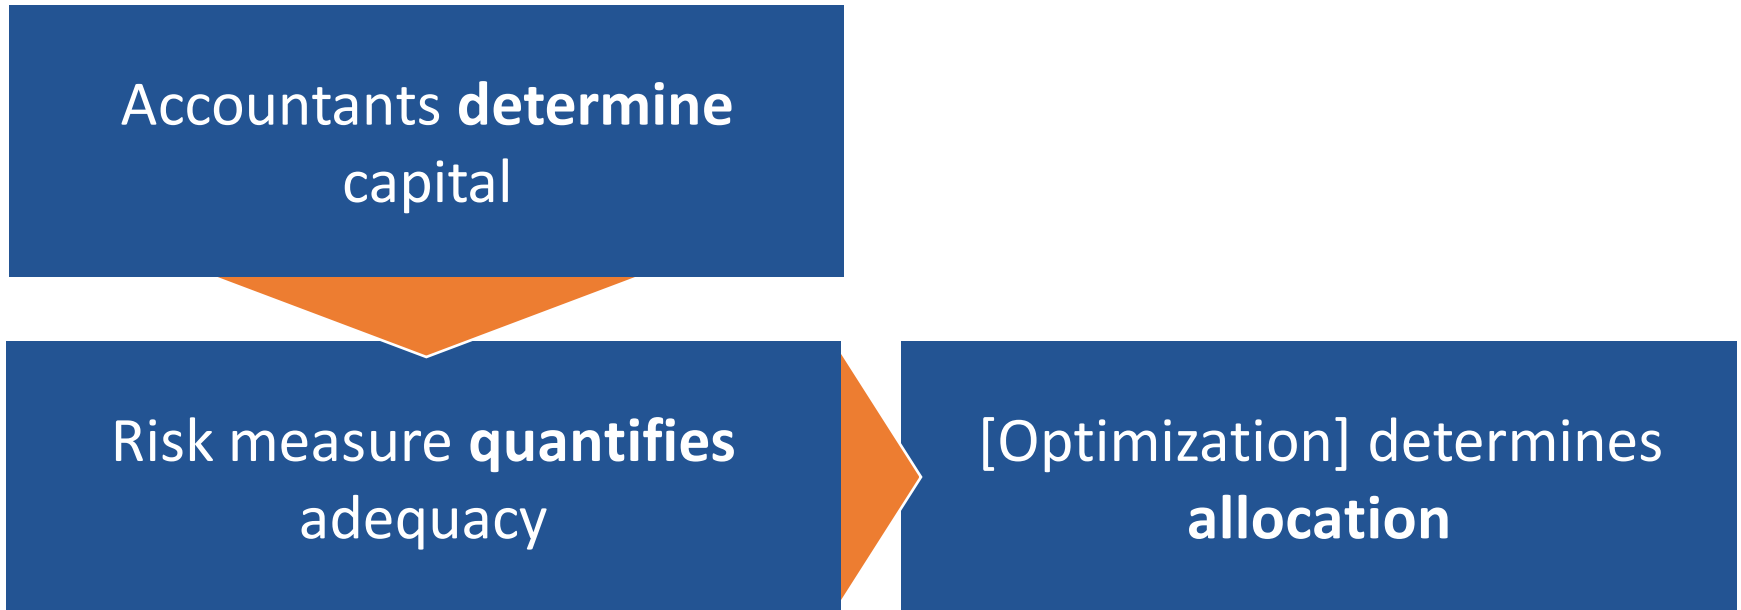 Accountants determine
capital
Risk measure quantifies
adequacy
[Optimization] determines
allocation